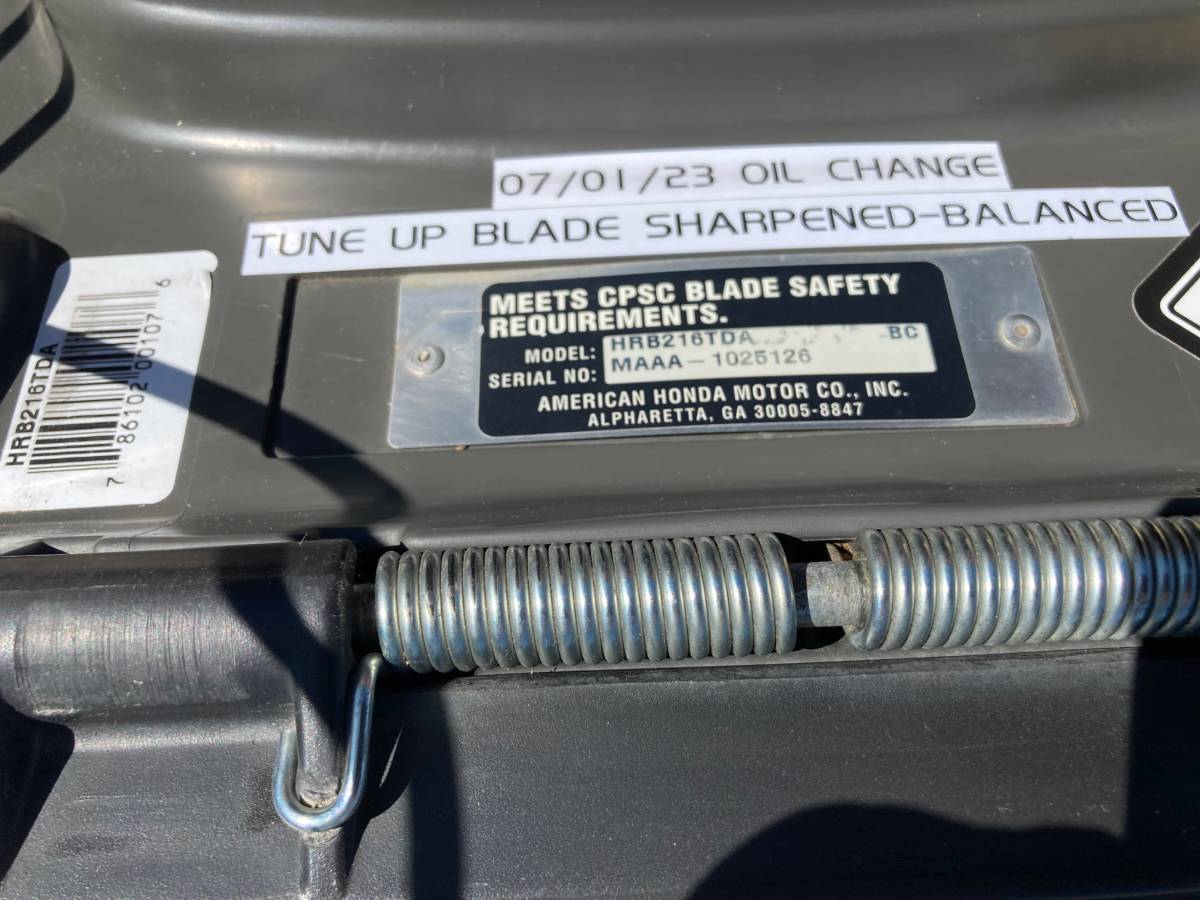 07/01/23 OIL CHANGE
TUNE UP BLADE SHARPENED-BALANCED
MEETS CPSC BLADE SAFETY
REQUIREMENTS.
MODEL: HRB216TDA -BC
SERIAL NO: MAAA-1025126
AMERICAN HONDA MOTOR CO., INC.
ALPHARETTA, GA 30005-8847
HRB216TDA
7 86102 00107 6